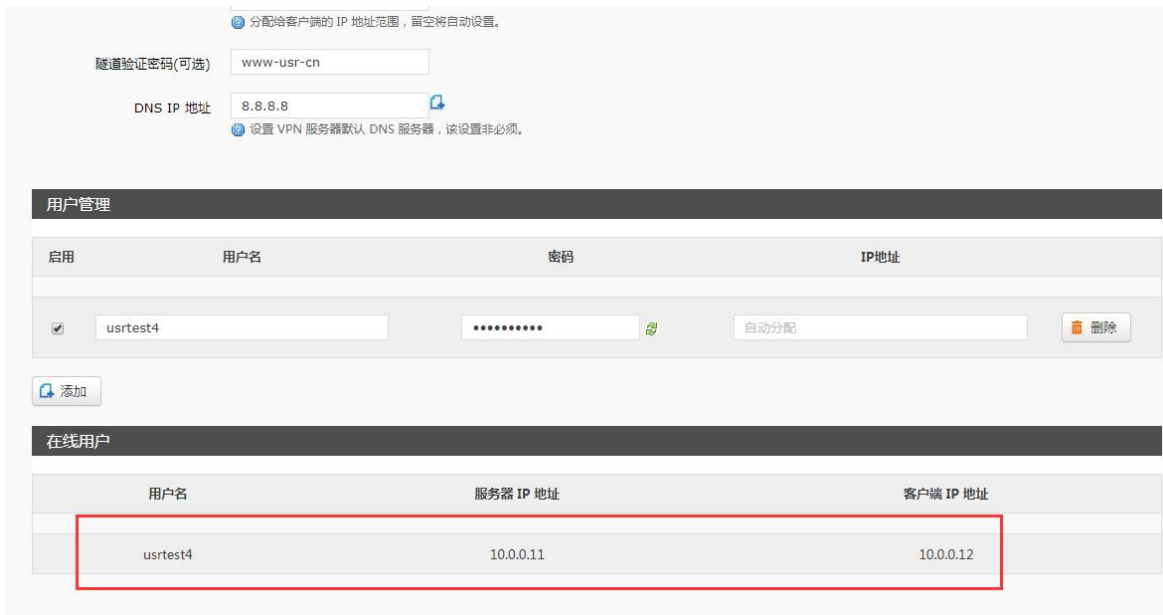 分配给客户端的 IP 地址范围，留空将自动设置。
隧道验证密码(可选) www-usr-cn
DNS IP 地址 8.8.8.8
设置 VPN 服务器默认 DNS 服务器，该设置非必须。
用户管理
启用 用户名 密码 IP地址
usrtest4 •••••••••• 自动分配 删除
添加
在线用户
用户名 服务器 IP 地址 客户端 IP 地址
usrtest4 10.0.0.11 10.0.0.12